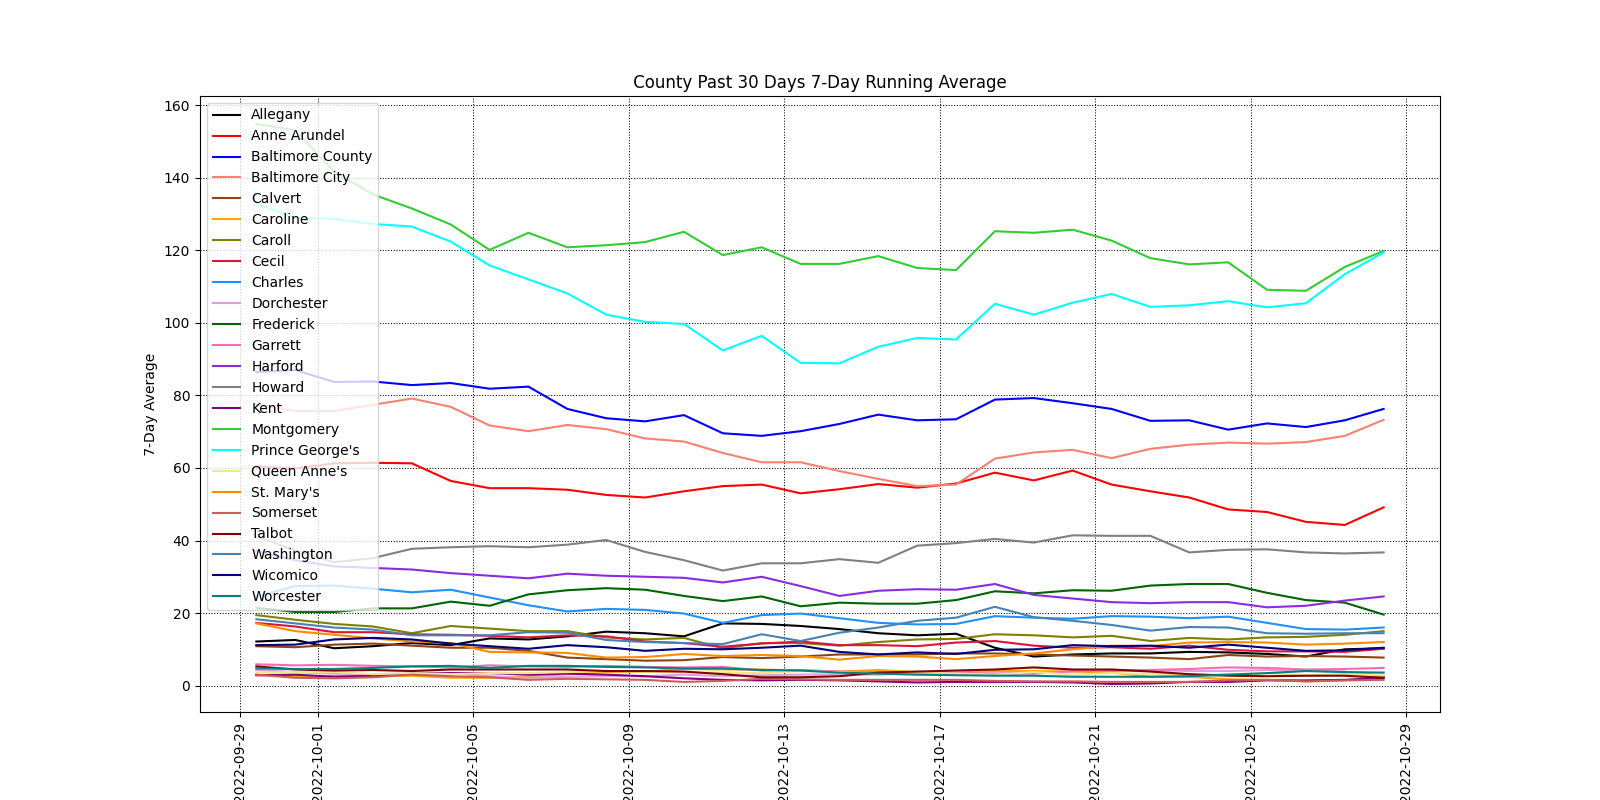 County Past 30 Days 7-Day Running Average
7-Day Average
160
140
120
100
80
60
40
20
0
Allegany
Anne Arundel
Baltimore County
Baltimore City
Calvert
Caroline
Caroll
Cecil
Charles
Dorchester
Frederick
Garrett
Harford
Howard
Kent
Montgomery
Prince George's
Queen Anne's
St. Mary's
Somerset
Talbot
Washington
Wicomico
Worcester
2022-09-29
2022-10-01
2022-10-05
2022-10-09
2022-10-13
2022-10-17
2022-10-21
2022-10-25
2022-10-29